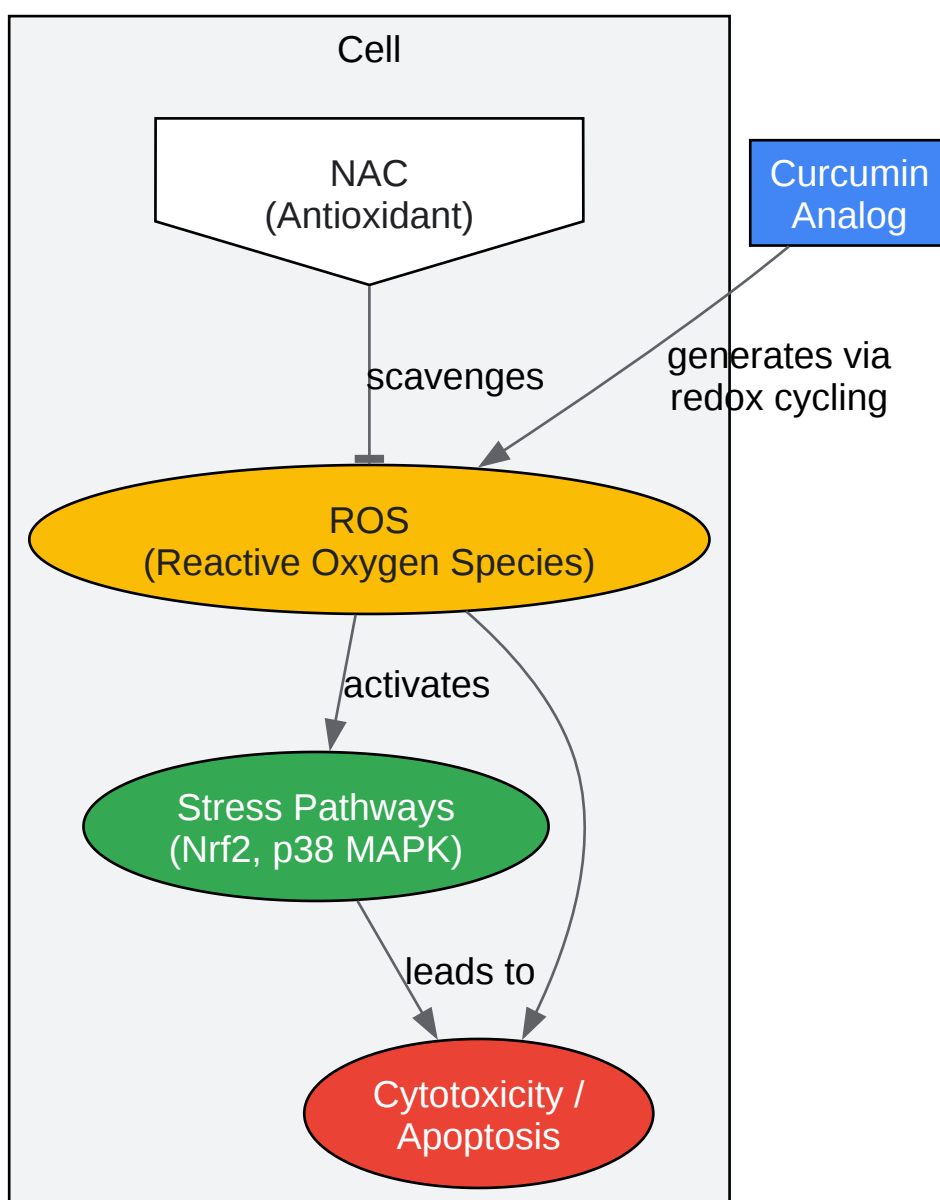 Cell
NAC
(Antioxidant)
Curcumin
Analog
scavenges
generates via
redox cycling
ROS
(Reactive Oxygen Species)
activates
Stress Pathways
(Nrf2, p38 MAPK)
leads to
Cytotoxicity /
Apoptosis